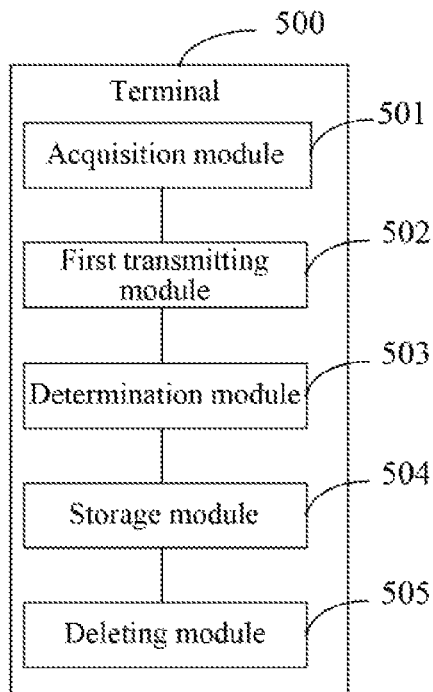 500
Terminal
501
Acquisition module
502
First transmitting
module
503
Determination module
504
Storage module
505
Deleting module